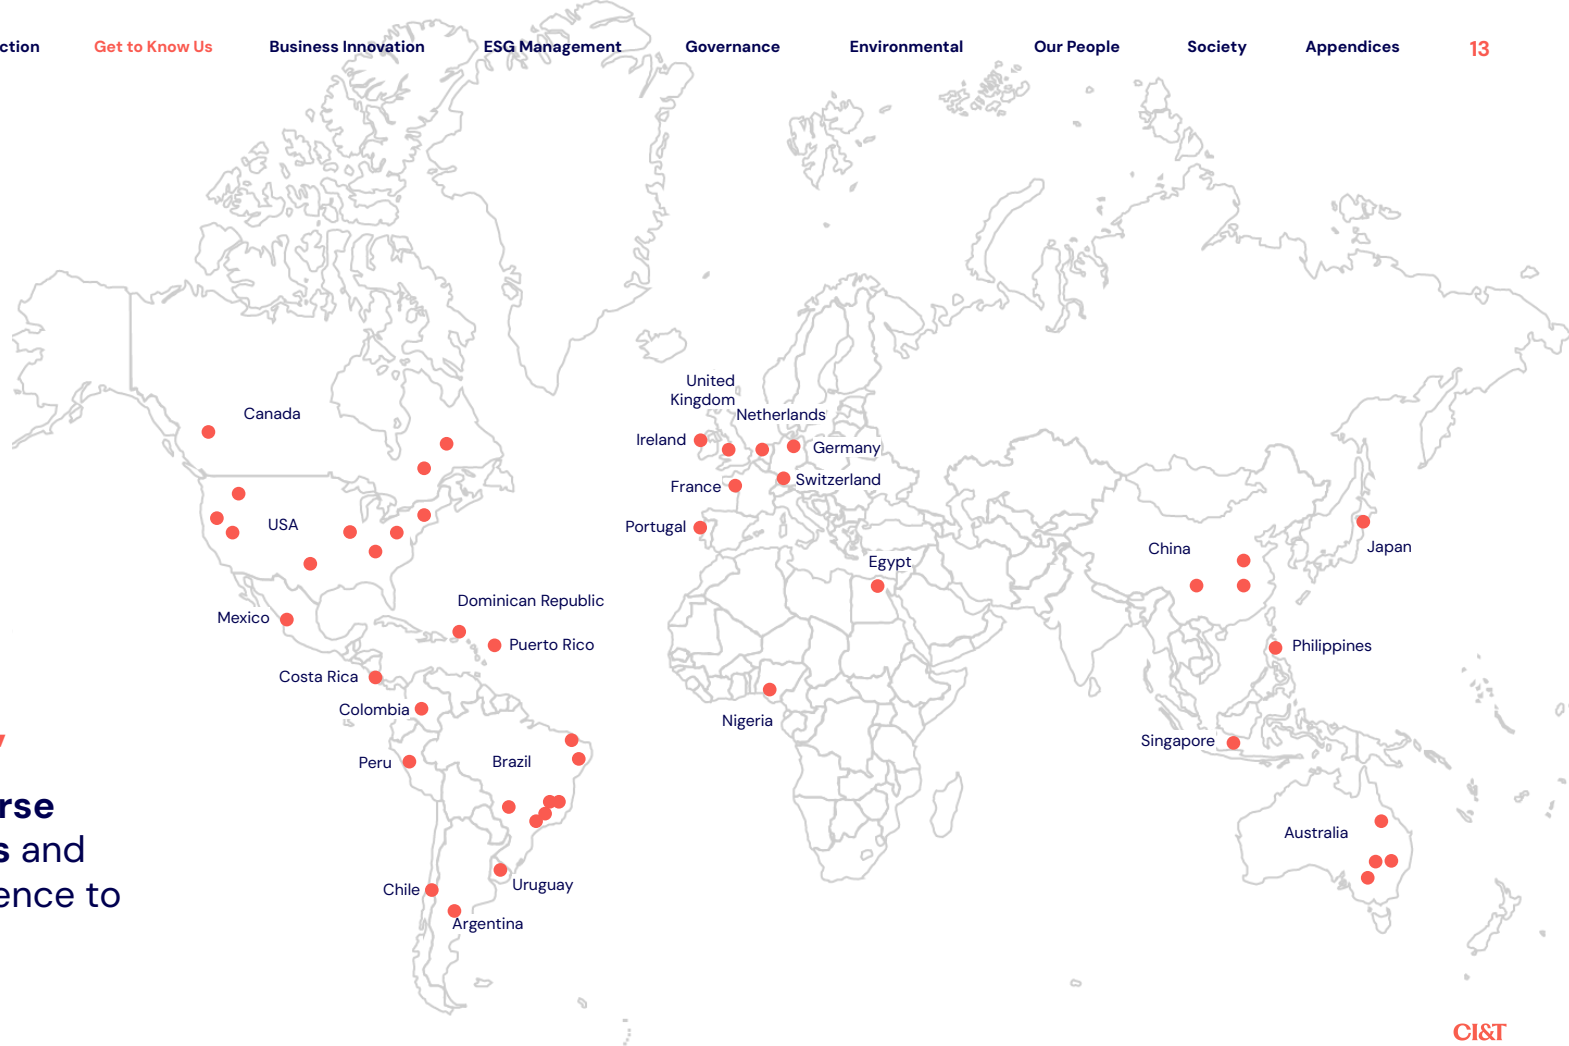 ction Get to Know Us Business Innovation ESG Management Governance Environmental Our People Society Appendices 13
Canada
USA
Mexico
Dominican Republic
Puerto Rico
Costa Rica
Colombia
Peru
Brazil
Chile
Uruguay
Argentina
United
Kingdom
Netherlands
Ireland
Germany
France
Switzerland
Portugal
Egypt
Nigeria
China
Japan
Philippines
Singapore
Australia
rse
s and
ence to
CI&T